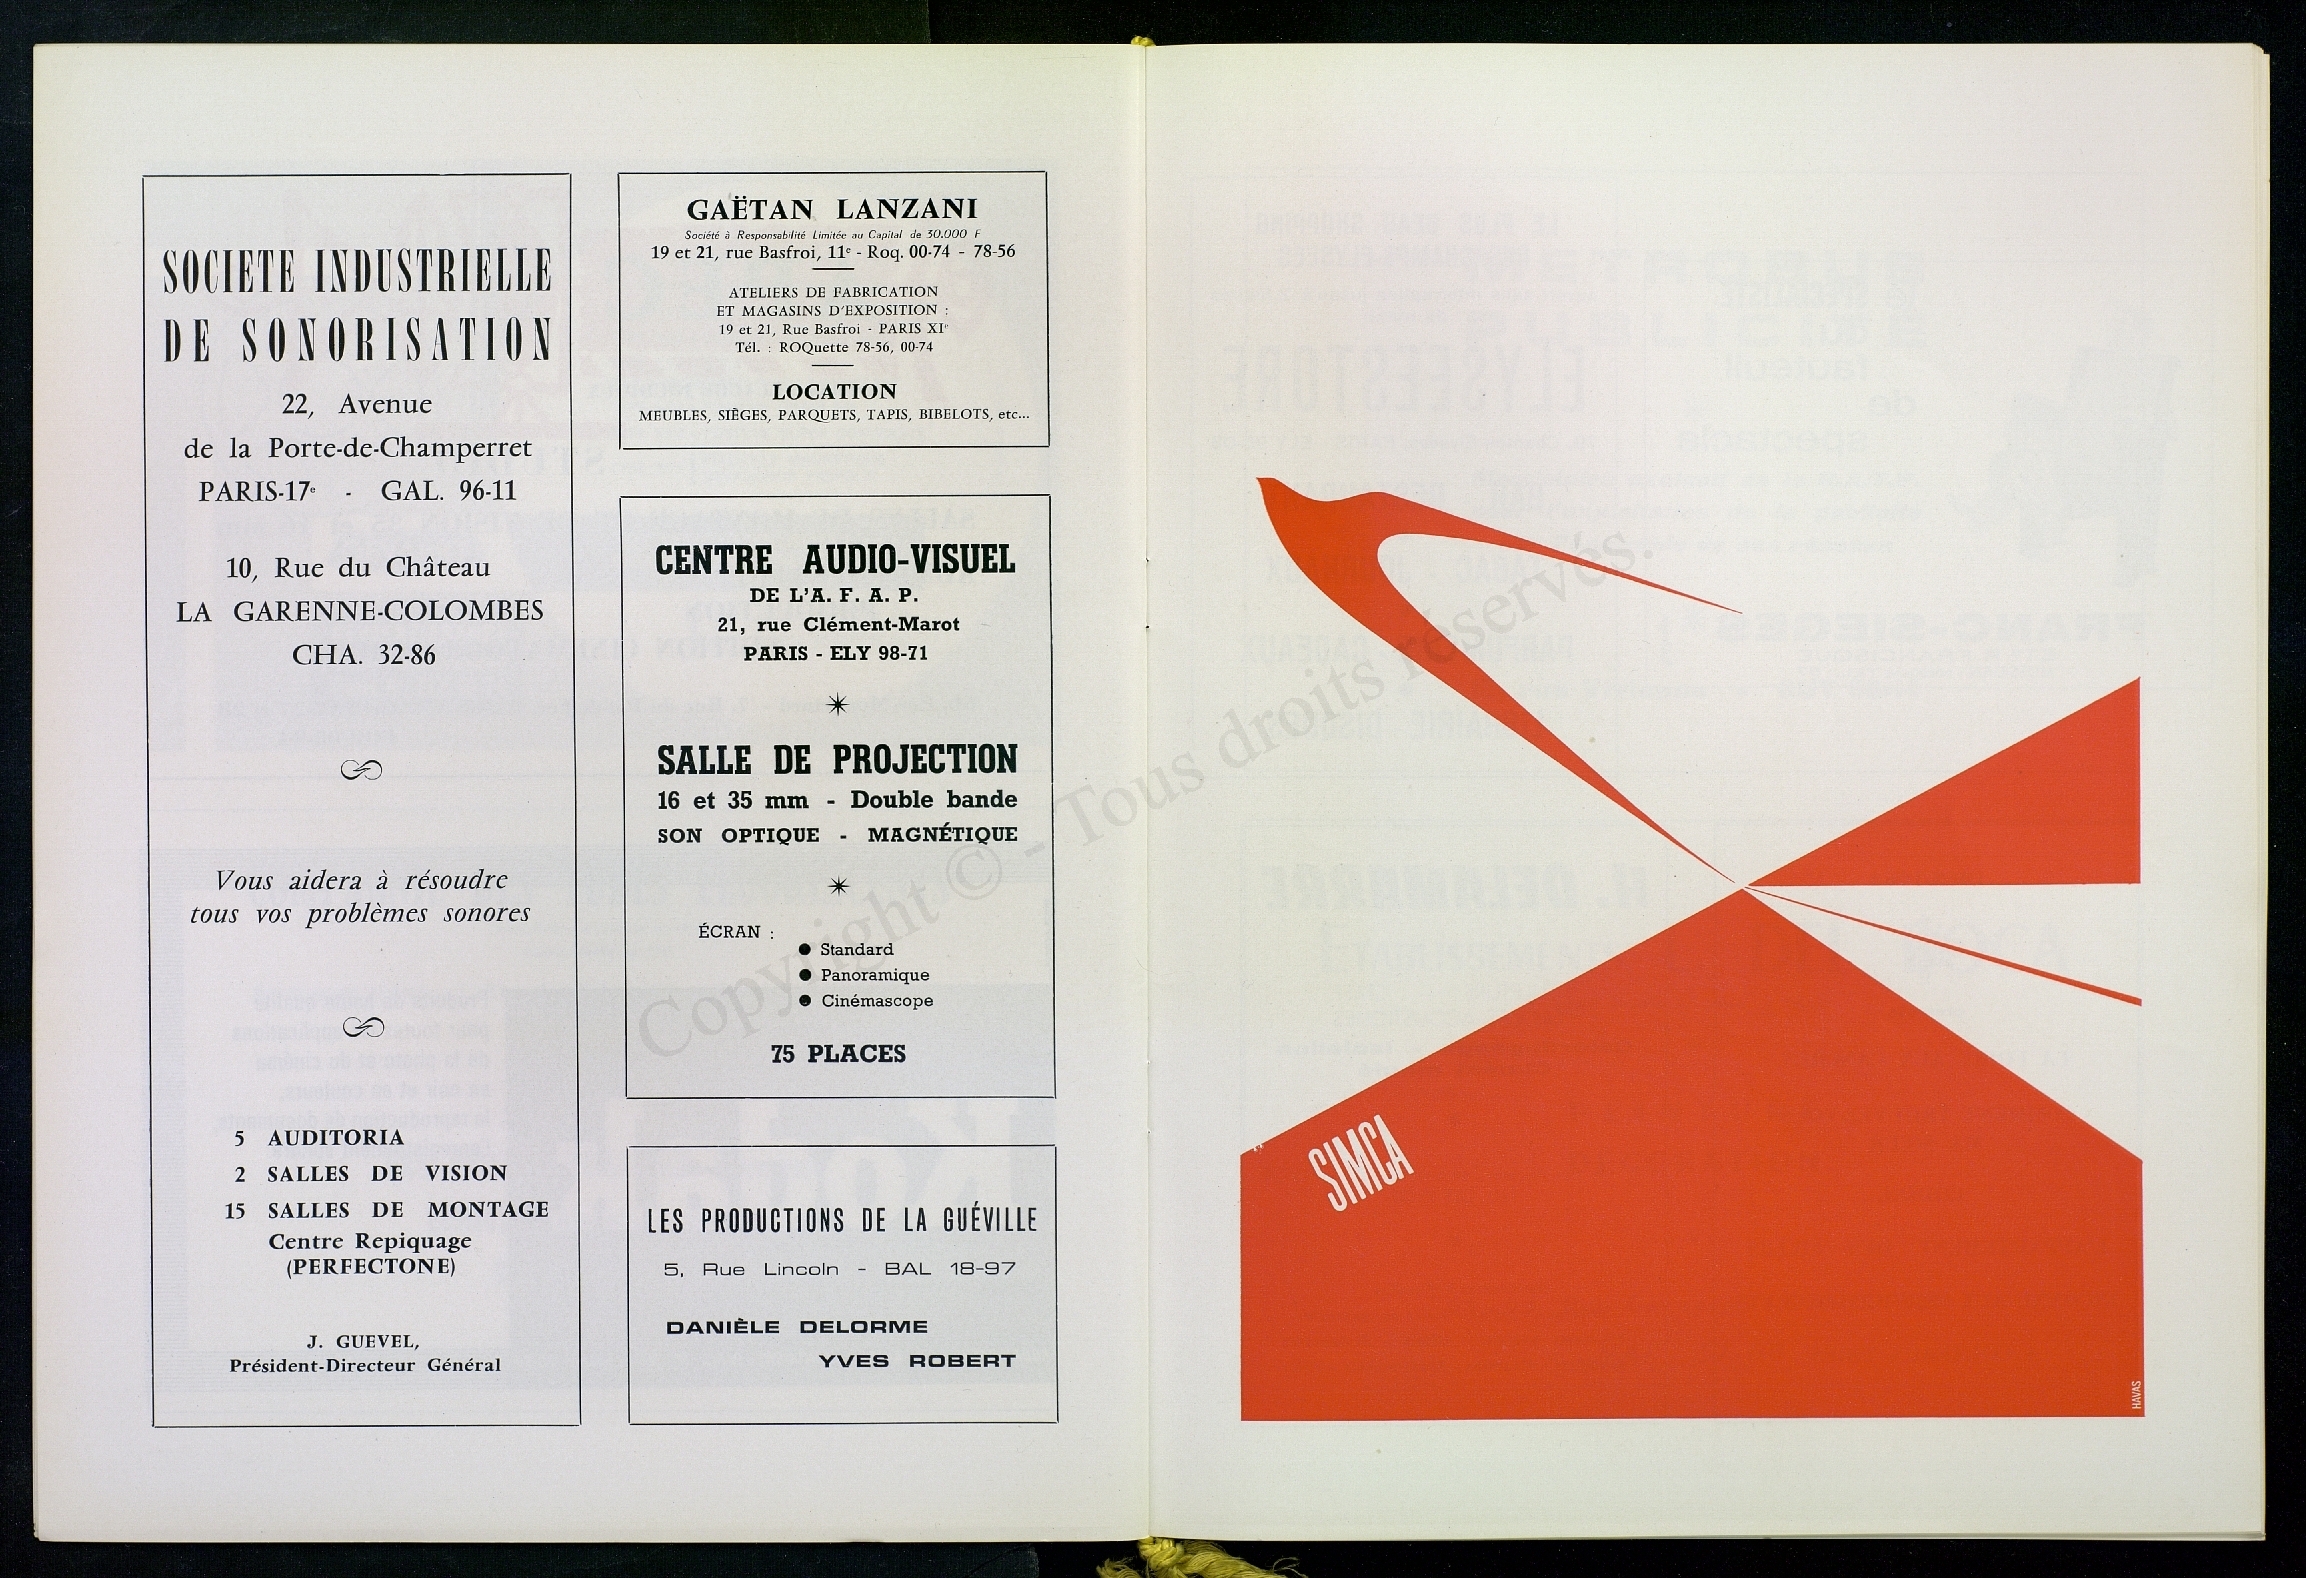 SOCIETE INDUSTRIELLE
DE SONORISATION
22, Avenue
de la Porte-de-Champerret
PARIS-17e - GAL. 96-11
10, Rue du Château
LA GARENNE-COLOMBES
CHA. 32-86
Vous aidera à résoudre
tous vos problèmes sonores
5 AUDITORIA
2 SALLES DE VISION
15 SALLES DE MONTAGE
Centre Repiquage
(PERFECTONE)
J. GUEVEL,
Président-Directeur Général
GAËTAN LANZANI
Société à Responsabilité Limitée au Capital de 30.000 F
19 et 21, rue Basfroi, 11e - Roq. 00-74 - 78-56
ATELIERS DE FABRICATION
ET MAGASINS D'EXPOSITION :
19 et 21, Rue Basfroi - PARIS XIe
Tél. : ROQuette 78-56, 00-74
LOCATION
MEUBLES, SIÈGES, PARQUETS, TAPIS, BIBELOTS, etc...
CENTRE AUDIO-VISUEL
DE L'A. F. A. P.
21, rue Clément-Marot
PARIS - ELY 98-71
SALLE DE PROJECTION
16 et 35 mm - Double bande
SON OPTIQUE - MAGNÉTIQUE
ÉCRAN :
● Standard
● Panoramique
● Cinémascope
75 PLACES
LES PRODUCTIONS DE LA GUÉVILLE
5, Rue Lincoln - BAL 18-97
DANIÈLE DELORME
YVES ROBERT
SIMCA
HAVAS
Copyright © - Tous droits réservés.